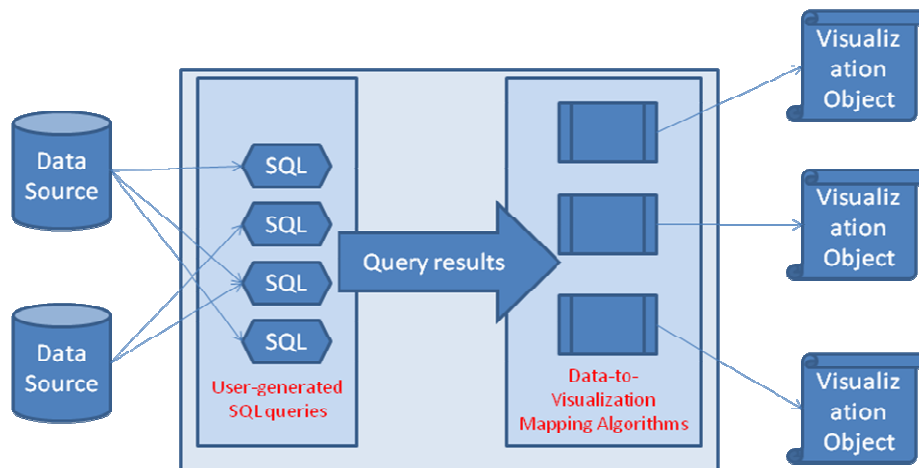 Data
Source
Data
Source
SQL
SQL
SQL
SQL
User-generated
SQL queries
Query results
Data-to-
Visualization
Mapping Algorithms
Visualiz
ation
Object
Visualiz
ation
Object
Visualiz
ation
Object